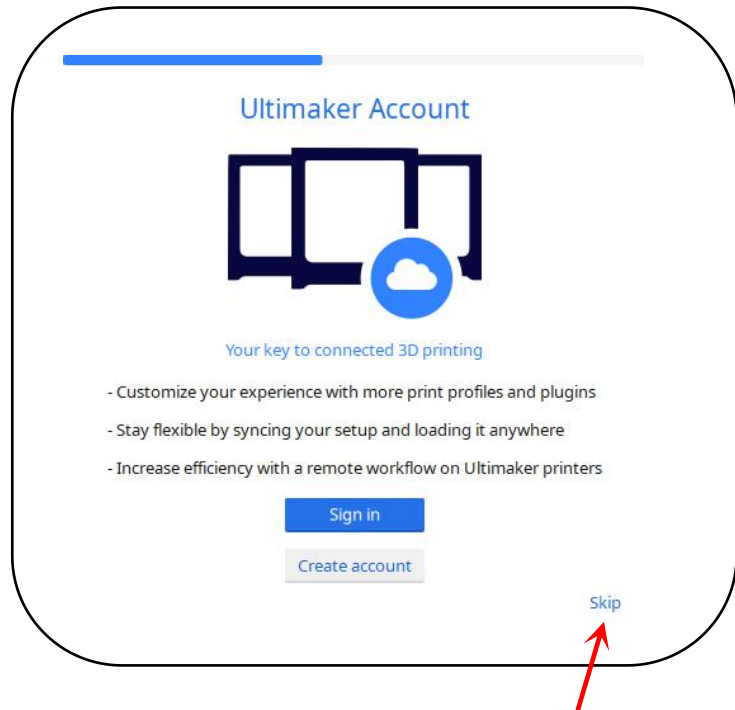 Ultimaker Account
Your key to connected 3D printing
- Customize your experience with more print profiles and plugins
- Stay flexible by syncing your setup and loading it anywhere
- Increase efficiency with a remote workflow on Ultimaker printers
Sign in
Create account
Skip